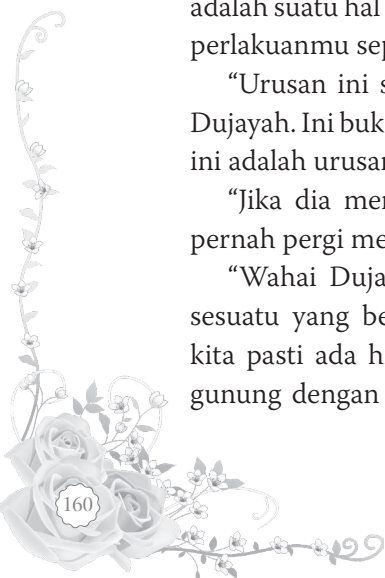 adalah suatu hal
perlakuanmu sep
“Urusan ini s
Dujayah. Ini buk
ini adalah urusan
“Jika dia mer
pernah pergi me
“Wahai Duja
sesuatu yang be
kita pasti ada h
gunung dengan
160